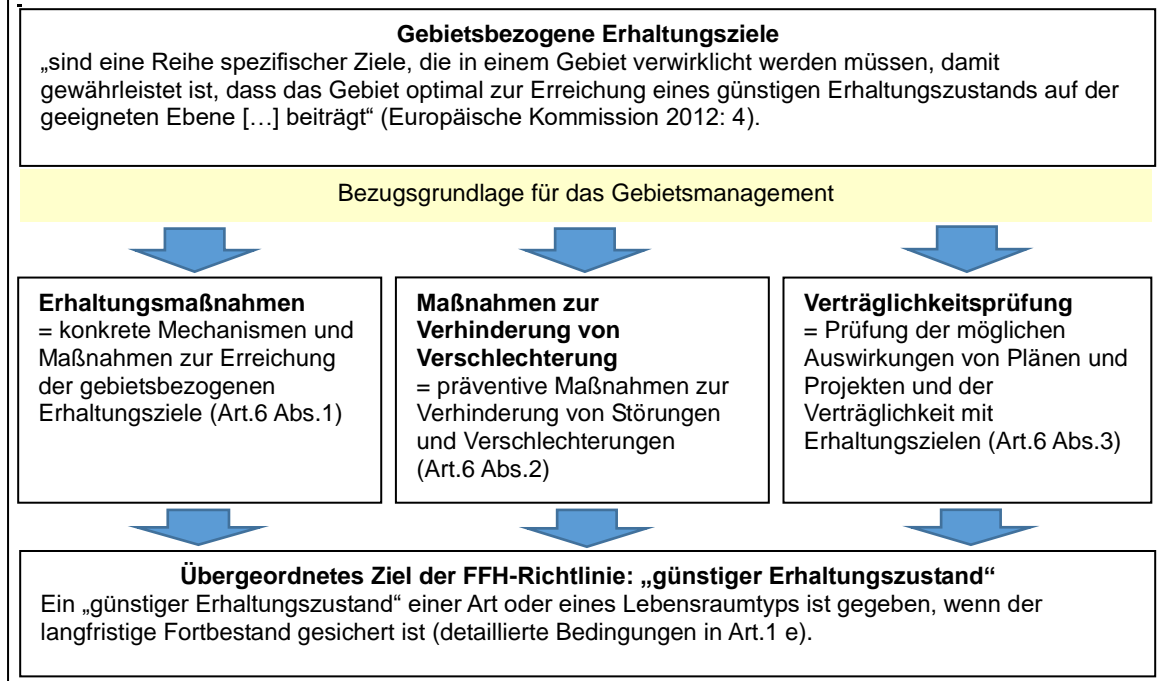 Gebietsbezogene Erhaltungsziele
„sind eine Reihe spezifischer Ziele, die in einem Gebiet verwirklicht werden müssen, damit
gewährleistet ist, dass das Gebiet optimal zur Erreichung eines günstigen Erhaltungszustands auf der
geeigneten Ebene […] beiträgt“ (Europäische Kommission 2012: 4).
Bezugsgrundlage für das Gebietsmanagement
Erhaltungsmaßnahmen
= konkrete Mechanismen und
Maßnahmen zur Erreichung
der gebietsbezogenen
Erhaltungsziele (Art.6 Abs.1)
Maßnahmen zur
Verhinderung von
Verschlechterung
= präventive Maßnahmen zur
Verhinderung von Störungen
und Verschlechterungen
(Art.6 Abs.2)
Verträglichkeitsprüfung
= Prüfung der möglichen
Auswirkungen von Plänen und
Projekten und der
Verträglichkeit mit
Erhaltungszielen (Art.6 Abs.3)
Übergeordnetes Ziel der FFH-Richtlinie: „günstiger Erhaltungszustand“
Ein „günstiger Erhaltungszustand“ einer Art oder eines Lebensraumtyps ist gegeben, wenn der
langfristige Fortbestand gesichert ist (detaillierte Bedingungen in Art.1 e).